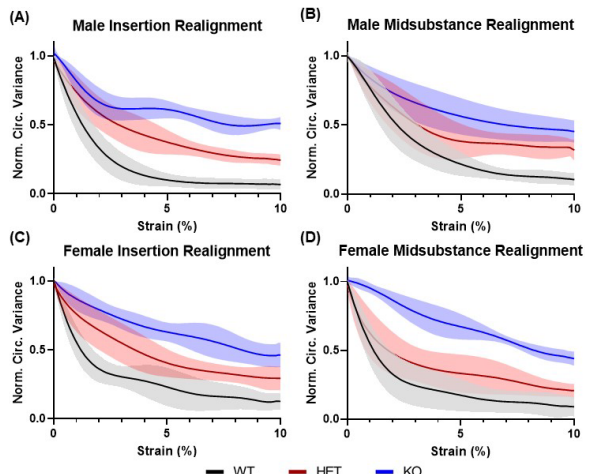 (A)
Male Insertion Realignment
Norm. Circ. Variance
1.0
0.5
0.0
0
5
10
Strain (%)
(B)
Male Midsubstance Realignment
Norm. Circ. Variance
1.0
0.5
0.0
0
5
10
Strain (%)
(C)
Female Insertion Realignment
Norm. Circ. Variance
1.0
0.5
0.0
0
5
10
Strain (%)
(D)
Female Midsubstance Realignment
Norm. Circ. Variance
1.0
0.5
0.0
0
5
10
Strain (%)
WT HET KO